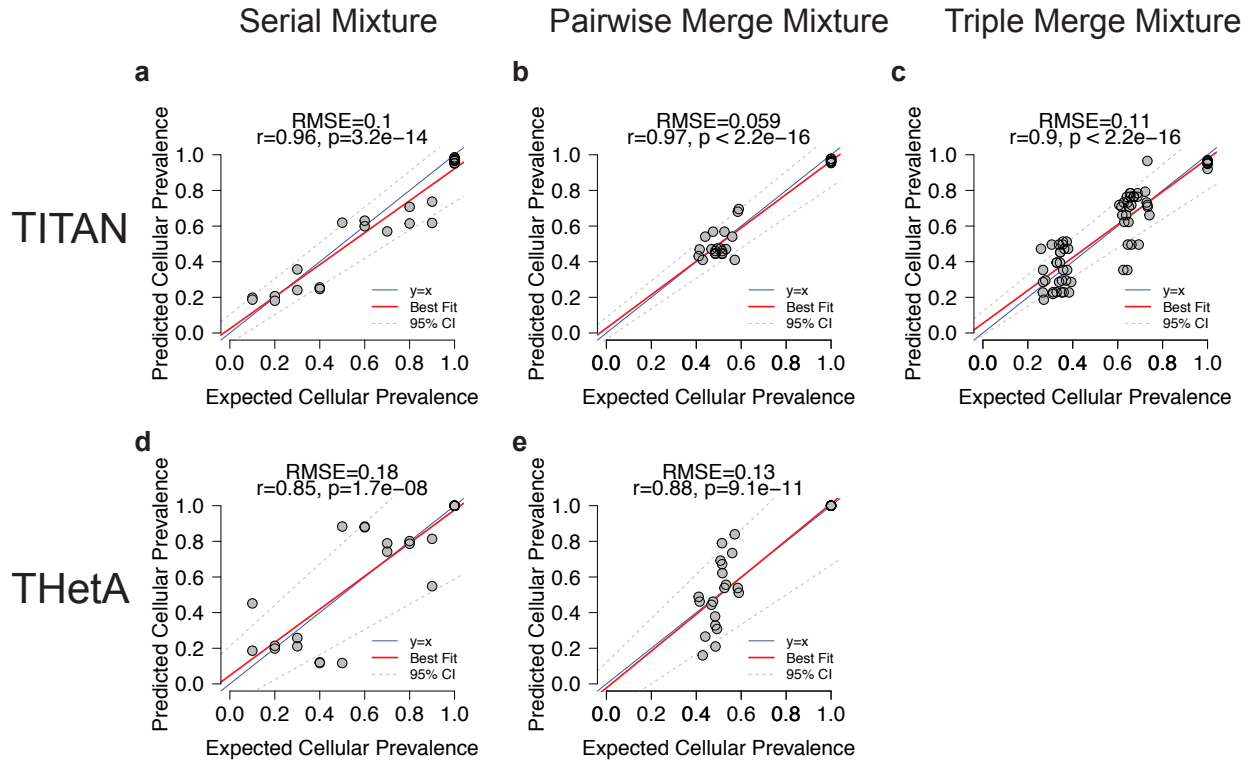 Serial Mixture
Pairwise Merge Mixture
Triple Merge Mixture
TITAN
a
RMSE=0.1
r=0.96, p=3.2e−14
Predicted Cellular Prevalence
1.0
0.8
0.6
0.4
0.2
0.0
y=x
Best Fit
95% CI
0.0 0.2 0.4 0.6 0.8 1.0
Expected Cellular Prevalence
b
RMSE=0.059
r=0.97, p < 2.2e−16
Predicted Cellular Prevalence
1.0
0.8
0.6
0.4
0.2
0.0
y=x
Best Fit
95% CI
0.0 0.2 0.4 0.6 0.8 1.0
Expected Cellular Prevalence
c
RMSE=0.11
r=0.9, p < 2.2e−16
Predicted Cellular Prevalence
1.0
0.8
0.6
0.4
0.2
0.0
y=x
Best Fit
95% CI
0.0 0.2 0.4 0.6 0.8 1.0
Expected Cellular Prevalence
THetA
d
RMSE=0.18
r=0.85, p=1.7e−08
Predicted Cellular Prevalence
1.0
0.8
0.6
0.4
0.2
0.0
y=x
Best Fit
95% CI
0.0 0.2 0.4 0.6 0.8 1.0
Expected Cellular Prevalence
e
RMSE=0.13
r=0.88, p=9.1e−11
Predicted Cellular Prevalence
1.0
0.8
0.6
0.4
0.2
0.0
y=x
Best Fit
95% CI
0.0 0.2 0.4 0.6 0.8 1.0
Expected Cellular Prevalence